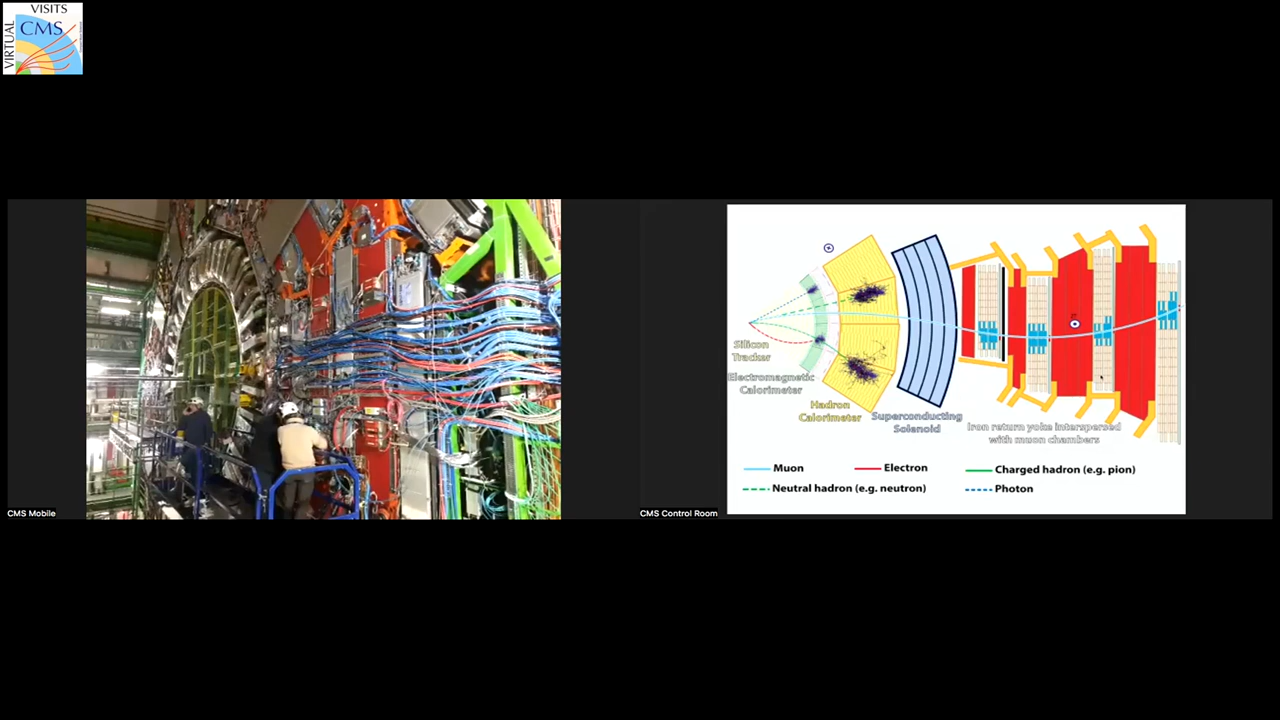 VISITS
CMS
VIRTUAL
Silicon
Tracker
Electromagnetic
Calorimeter
Hadron
Calorimeter
Superconducting
Solenoid
Iron return yoke interspersed
with muon chambers
Muon
Electron
Charged hadron (e.g. pion)
Neutral hadron (e.g. neutron)
Photon
CMS Mobile
CMS Control Room